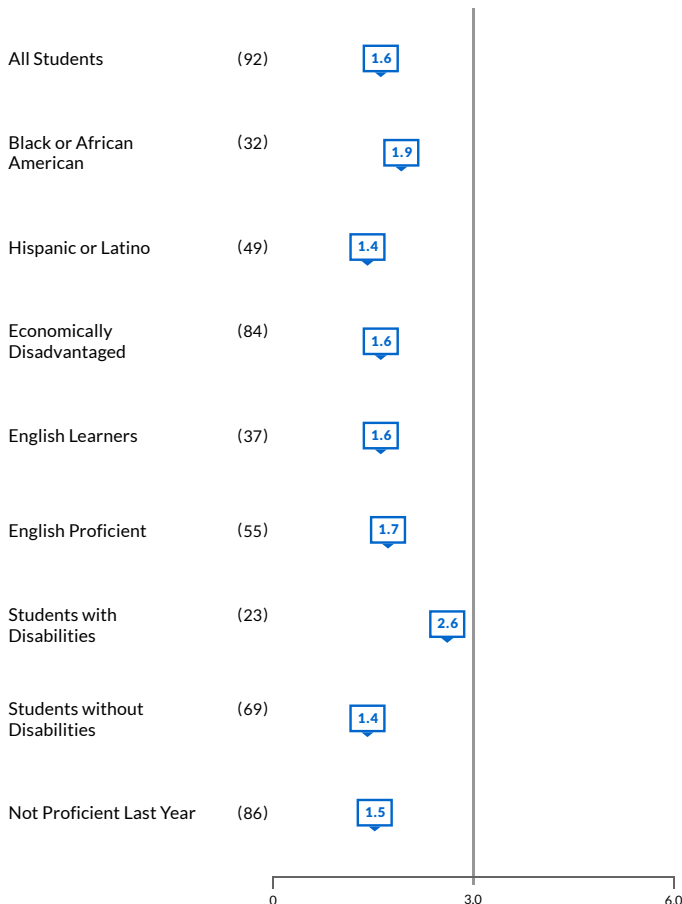 All Students (92) 1.6
Black or African (32)
American
1.9
Hispanic or Latino (49) 1.4
Economically (84)
Disadvantaged
1.6
English Learners (37) 1.6
English Proficient (55) 1.7
Students with (23)
Disabilities
2.6
Students without (69)
Disabilities
1.4
Not Proficient Last Year (86) 1.5
0 3.0 6.0